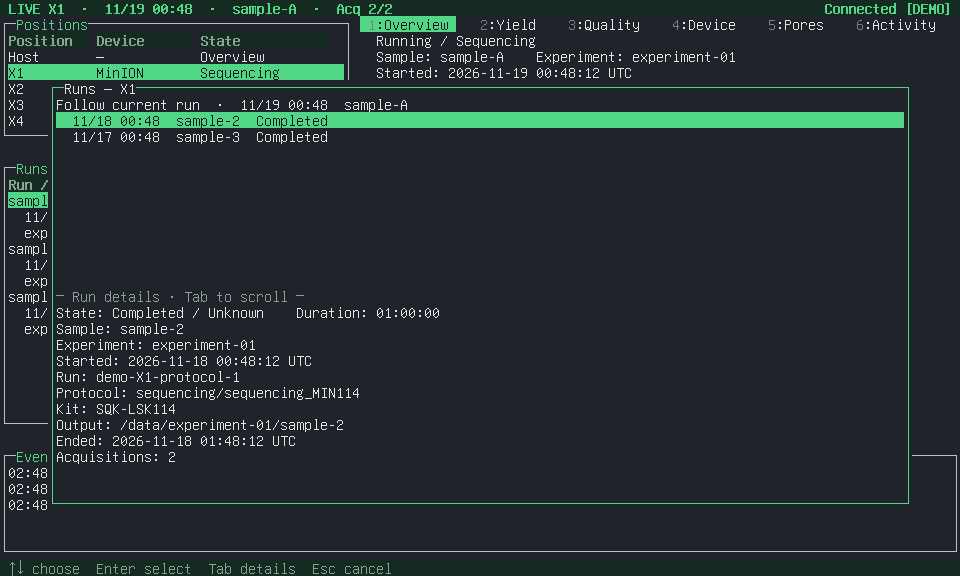 LIVE X1 · 11/19 00:48 · sample-A · Acq 2/2 Connected [DEMO]
Positions 1:Overview 2:Yield 3:Quality 4:Device 5:Pores 6:Activity
Position Device State Running / Sequencing
Host — Overview Sample: sample-A Experiment: experiment-01
X1 MinION Sequencing Started: 2026-11-19 00:48:12 UTC
X2 Runs — X1
X3 Follow current run · 11/19 00:48 sample-A
X4 11/18 00:48 sample-2 Completed
11/17 00:48 sample-3 Completed
Runs
Run /
sampl
11/
exp
sampl
11/
exp
sampl — Run details · Tab to scroll —
11/ State: Completed / Unknown Duration: 01:00:00
exp Sample: sample-2
Experiment: experiment-01
Started: 2026-11-18 00:48:12 UTC
Run: demo-X1-protocol-1
Protocol: sequencing/sequencing_MIN114
Kit: SQK-LSK114
Output: /data/experiment-01/sample-2
Ended: 2026-11-18 01:48:12 UTC
Even Acquisitions: 2
02:48
02:48
02:48
↑↓ choose Enter select Tab details Esc cancel